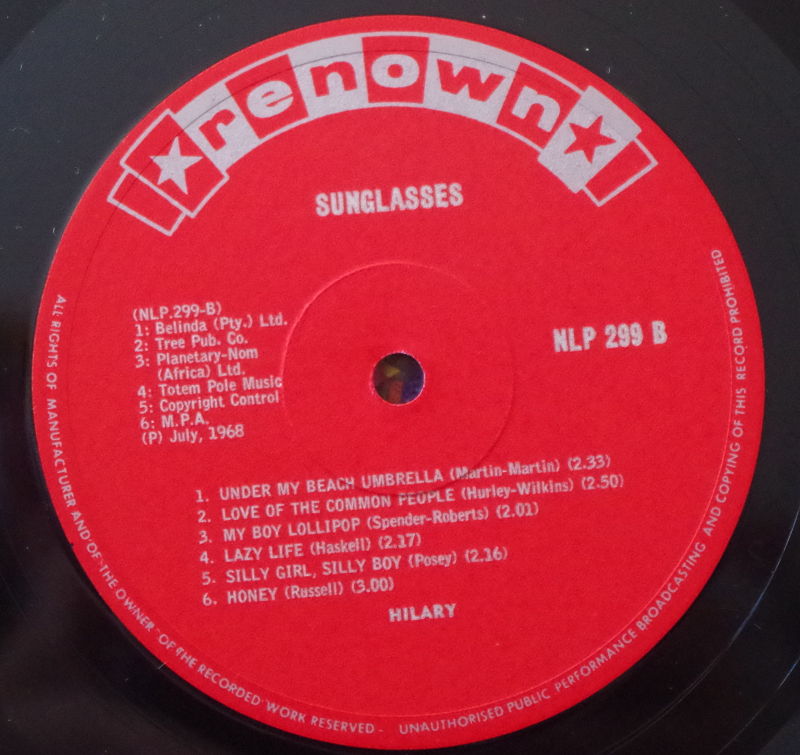 renown
SUNGLASSES
(NLP.299-B)
1: Belinda (Pty.) Ltd.
2: Tree Pub. Co.
3: Planetary-Nom
(Africa) Ltd.
4: Totem Pole Music
5: Copyright Control
6: M.P.A.
(P) July, 1968
NLP 299 B
1. UNDER MY BEACH UMBRELLA (Martin-Martin) (2.33)
2. LOVE OF THE COMMON PEOPLE (Hurley-Wilkins) (2.50)
3. MY BOY LOLLIPOP (Spender-Roberts) (2.01)
4. LAZY LIFE (Haskell) (2.17)
5. SILLY GIRL, SILLY BOY (Posey) (2.16)
6. HONEY (Russell) (3.00)
HILARY
ALL RIGHTS OF MANUFACTURER AND OF THE OWNER OF THE RECORDED WORK RESERVED - UNAUTHORISED PUBLIC PERFORMANCE BROADCASTING AND COPYING OF THIS RECORD PROHIBITED